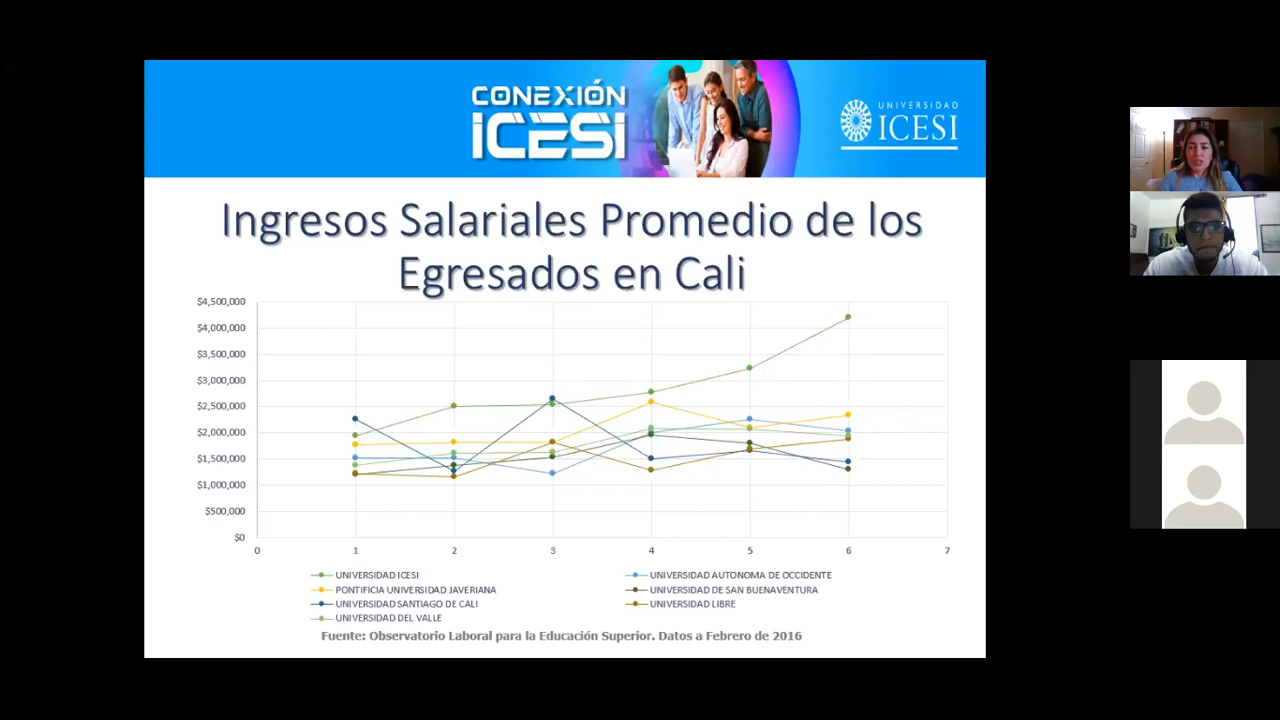 CONEXIÓN
ICESI
UNIVERSIDAD
ICESI
Ingresos Salariales Promedio de los
Egresados en Cali
$4,500,000
$4,000,000
$3,500,000
$3,000,000
$2,500,000
$2,000,000
$1,500,000
$1,000,000
$500,000
$0
0 1 2 3 4 5 6 7
UNIVERSIDAD ICESI UNIVERSIDAD AUTONOMA DE OCCIDENTE
PONTIFICIA UNIVERSIDAD JAVERIANA UNIVERSIDAD DE SAN BUENAVENTURA
UNIVERSIDAD SANTIAGO DE CALI UNIVERSIDAD LIBRE
UNIVERSIDAD DEL VALLE
Fuente: Observatorio Laboral para la Educación Superior. Datos a Febrero de 2016